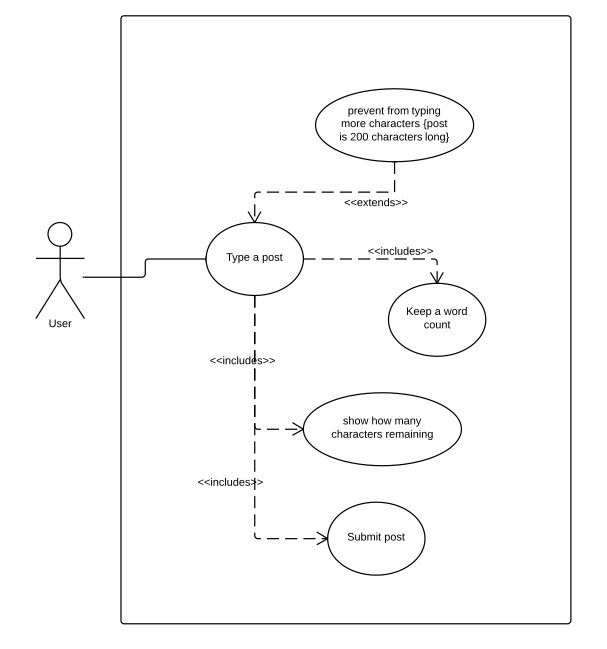 prevent from typing
more characters {post
is 200 characters long}
<<extends>>
Type a post
<<includes>>
Keep a word
count
User
<<includes>>
show how many
characters remaining
<<includes>>
Submit post